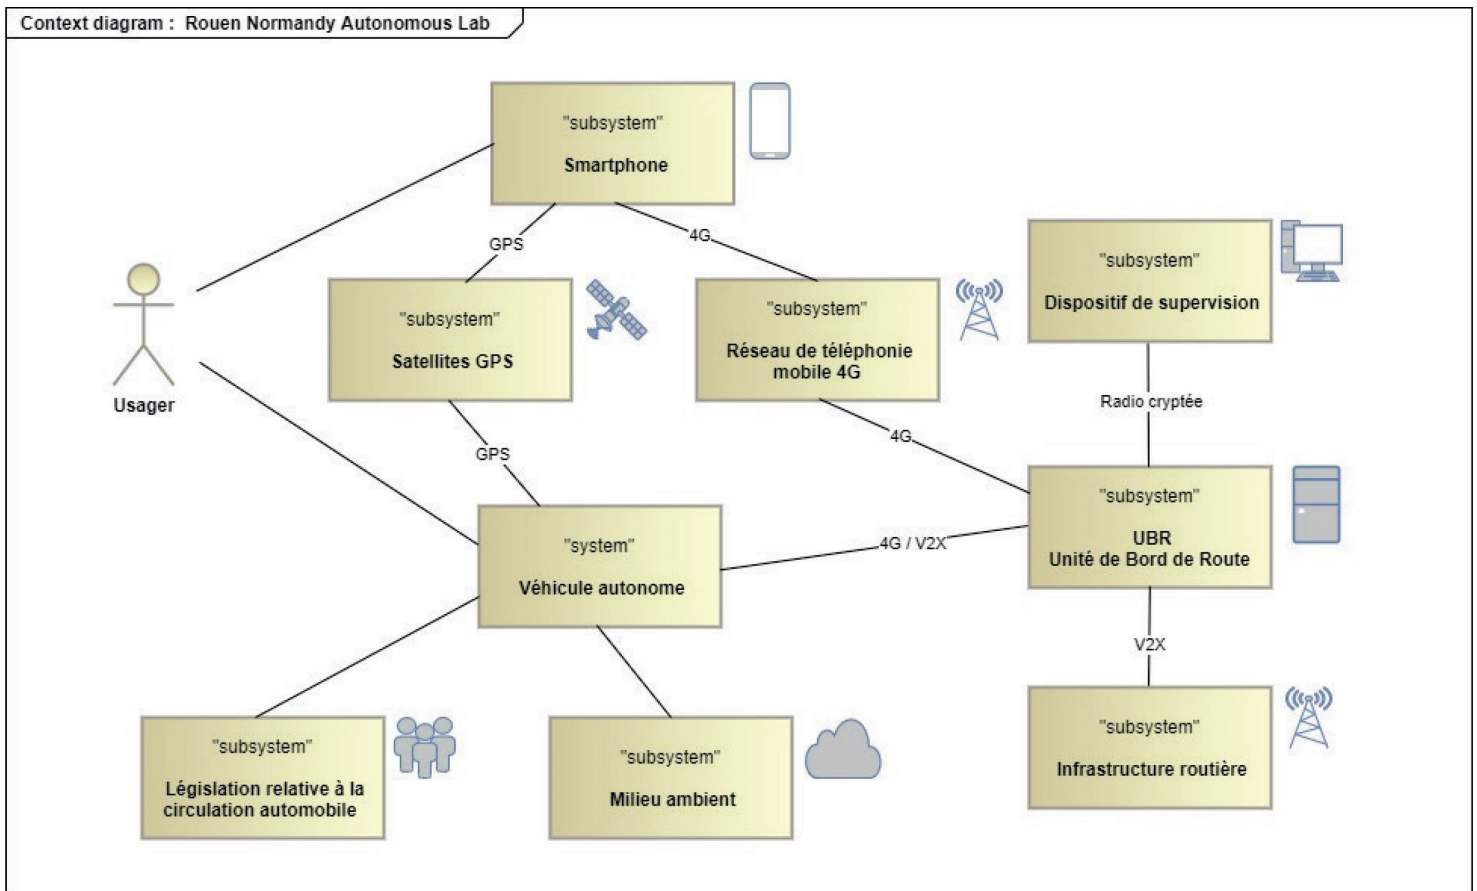 Context diagram : Rouen Normandy Autonomous Lab
"subsystem"
Smartphone
GPS
4G
"subsystem"
Dispositif de supervision
"subsystem"
Satellites GPS
"subsystem"
Réseau de téléphonie
mobile 4G
Usager
Radio cryptée
GPS
4G
"subsystem"
UBR
Unité de Bord de Route
"system"
Véhicule autonome
4G / V2X
V2X
"subsystem"
Législation relative à la
circulation automobile
"subsystem"
Milieu ambient
"subsystem"
Infrastructure routière